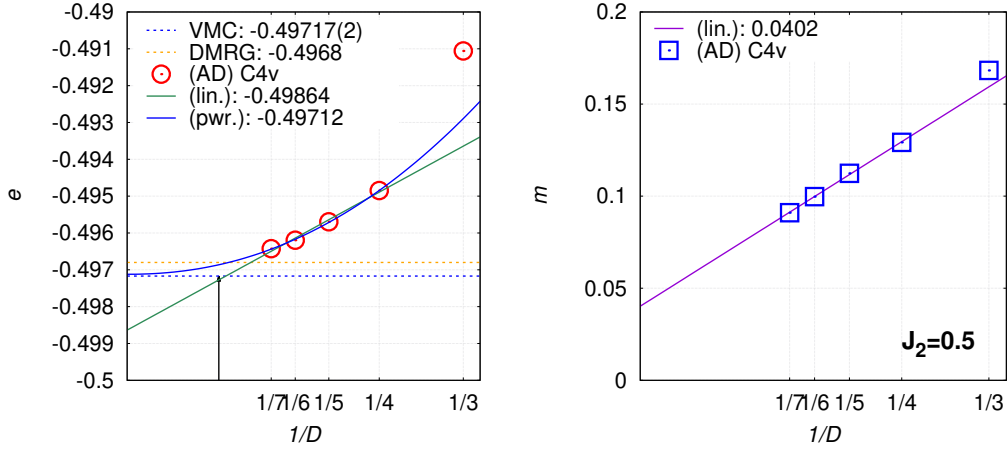 -0.49
-0.491
-0.492
-0.493
-0.494
-0.495
-0.496
-0.497
-0.498
-0.499
-0.5
e
VMC: -0.49717(2)
DMRG: -0.4968
(AD) C4v
(lin.): -0.49864
(pwr.): -0.49712
1/7 1/6 1/5 1/4 1/3
1/D
0.2
0.15
0.1
0.05
0
m
(lin.): 0.0402
(AD) C4v
J2=0.5
1/7 1/6 1/5 1/4 1/3
1/D